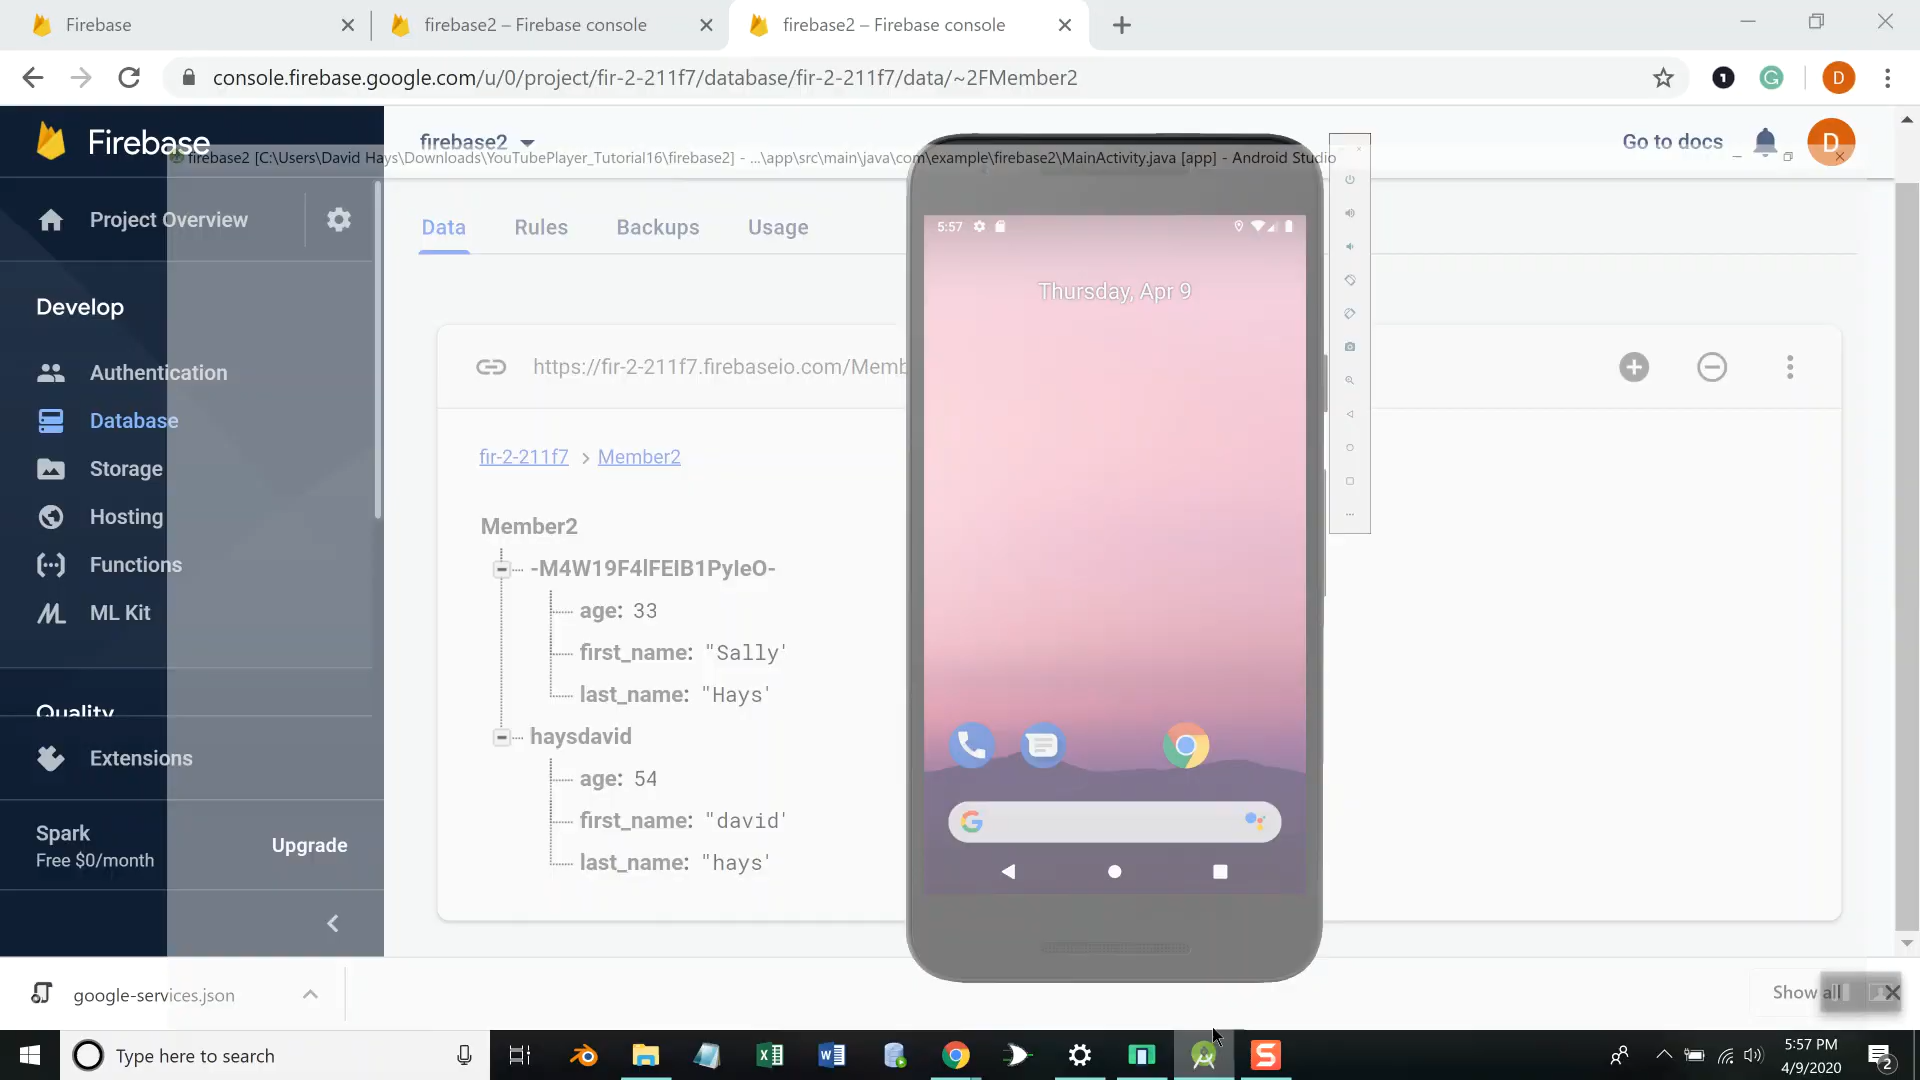 Firebase
firebase2 – Firebase console
firebase2 – Firebase console
console.firebase.google.com/u/0/project/fir-2-211f7/database/fir-2-211f7/data/~2FMember2
1
D
Firebase
firebase2
Go to docs
D
firebase2 [C:\Users\David Hays\Downloads\YouTubePlayer_Tutorial16\firebase2] - ...\app\src\main\java\com\example\firebase2\MainActivity.java [app] - Android Studio
Project Overview
Data
Rules
Backups
Usage
5:57
Thursday, Apr 9
Develop
Authentication
Database
Storage
Hosting
Functions
ML Kit
Quality
Extensions
Spark
Free $0/month
Upgrade
https://fir-2-211f7.firebaseio.com/Memb
fir-2-211f7 > Member2
Member2
-M4W19F4lFEIB1PyIeO-
age: 33
first_name: "Sally'
last_name: "Hays'
haysdavid
age: 54
first_name: "david'
last_name: "hays'
google-services.json
Show all
Type here to search
5:57 PM
4/9/2020
2